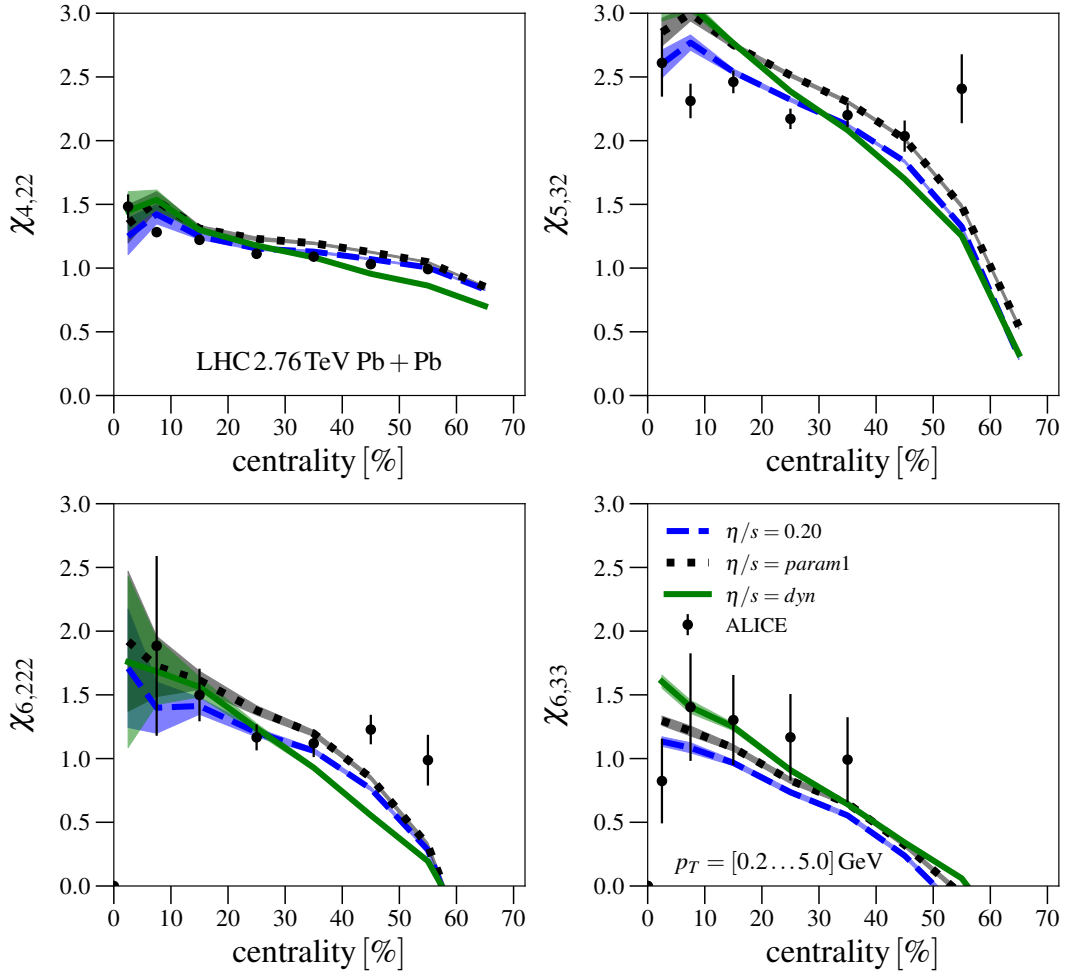 3.0
2.5
2.0
1.5
1.0
0.5
0.0
χ4,22
LHC 2.76 TeV Pb + Pb
0 10 20 30 40 50 60 70
centrality [%]
3.0
2.5
2.0
1.5
1.0
0.5
0.0
χ5,32
0 10 20 30 40 50 60 70
centrality [%]
3.0
2.5
2.0
1.5
1.0
0.5
0.0
χ6,222
0 10 20 30 40 50 60 70
centrality [%]
3.0
2.5
2.0
1.5
1.0
0.5
0.0
χ6,33
η/s = 0.20
η/s = param1
η/s = dyn
ALICE
pT = [0.2 … 5.0] GeV
0 10 20 30 40 50 60 70
centrality [%]